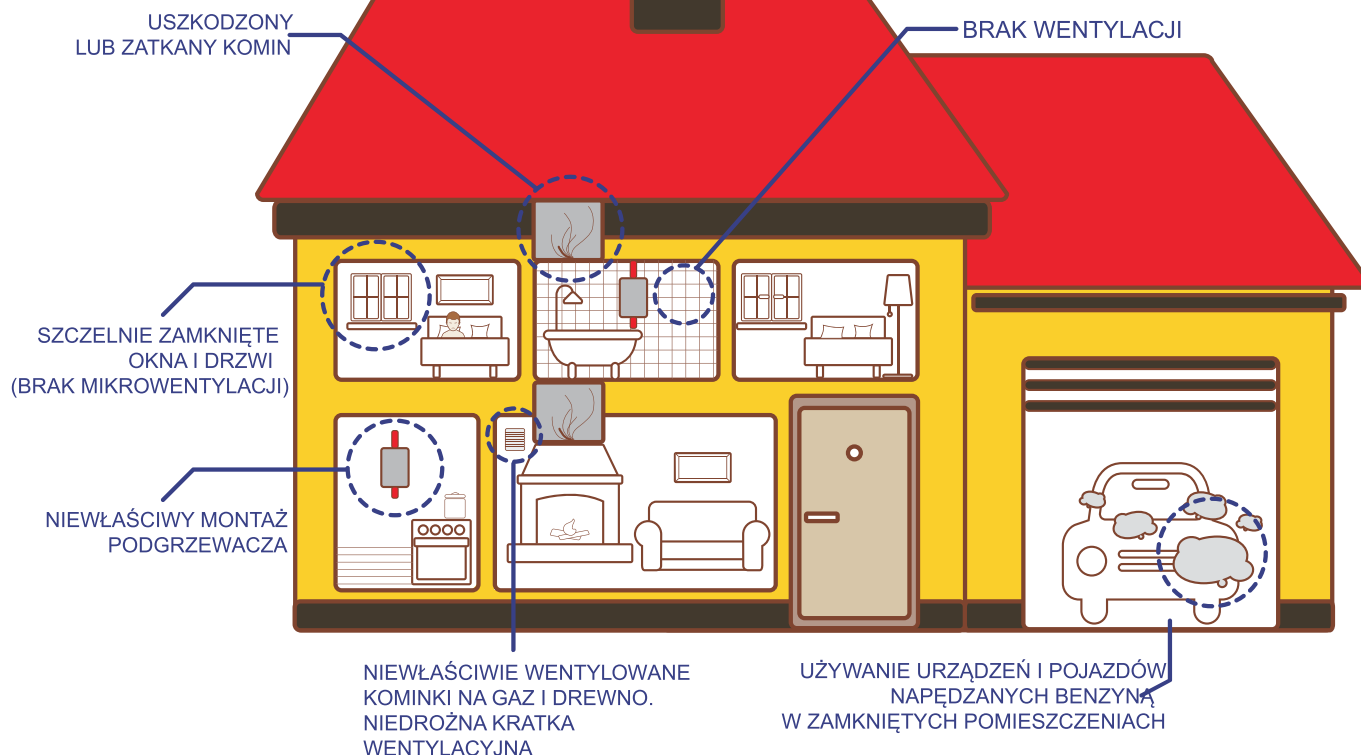 USZKODZONY
LUB ZATKANY KOMIN
BRAK WENTYLACJI
SZCZELNIE ZAMKNIĘTE
OKNA I DRZWI
(BRAK MIKROWENTYLACJI)
NIEWŁAŚCIWY MONTAŻ
PODGRZEWACZA
NIEWŁAŚCIWIE WENTYLOWANE
KOMINKI NA GAZ I DREWNO.
NIEDROŻNA KRATKA
WENTYLACYJNA
UŻYWANIE URZĄDZEŃ I POJAZDÓW
NAPĘDZANYCH BENZYNĄ
W ZAMKNIĘTYCH POMIESZCZENIACH